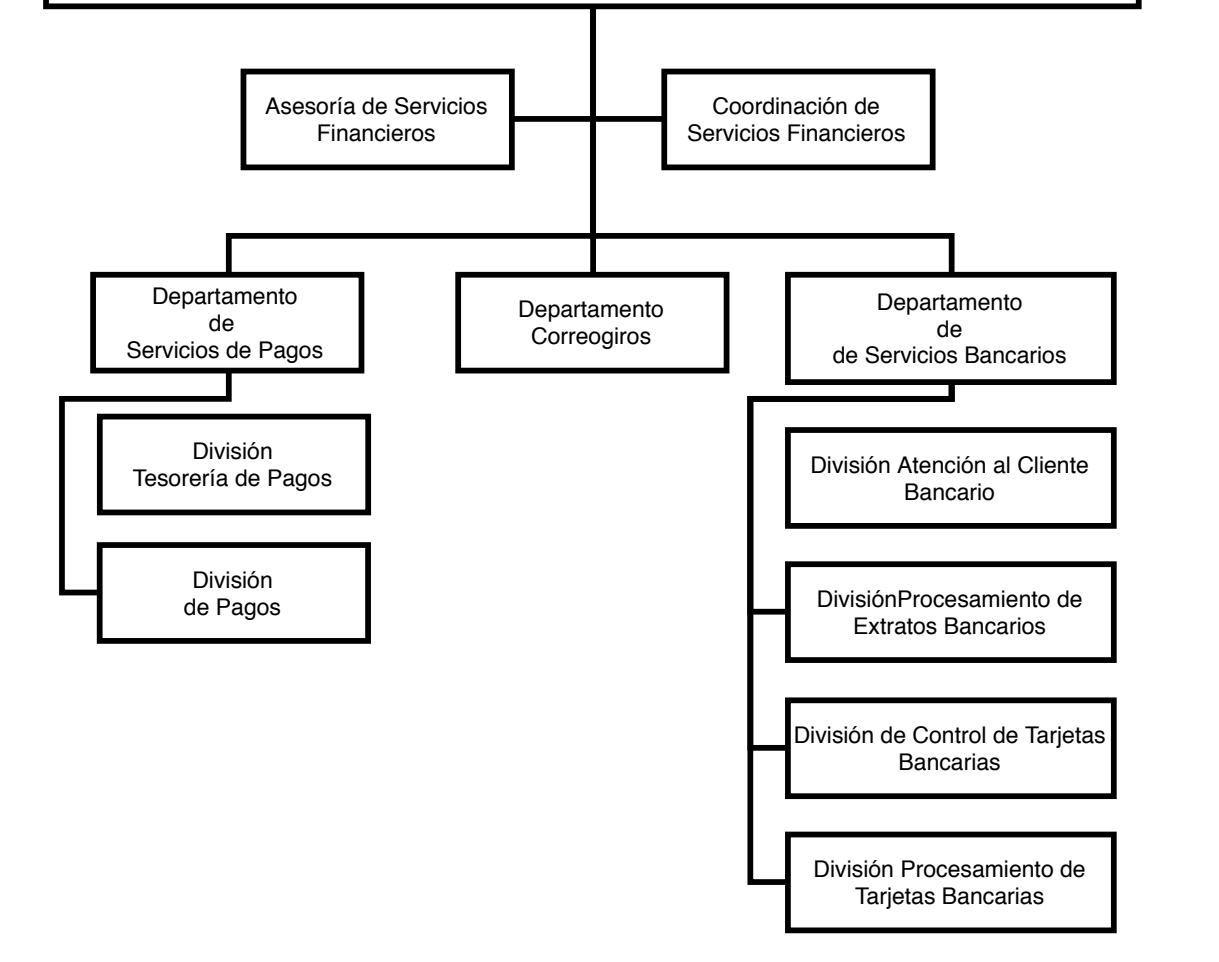 Asesoría de Servicios
Financieros
Coordinación de
Servicios Financieros
Departamento
de
Servicios de Pagos
División
Tesorería de Pagos
División
de Pagos
Departamento
Correogiros
Departamento
de
de Servicios Bancarios
División Atención al Cliente
Bancario
DivisiónProcesamiento de
Extratos Bancarios
División de Control de Tarjetas
Bancarias
División Procesamiento de
Tarjetas Bancarias